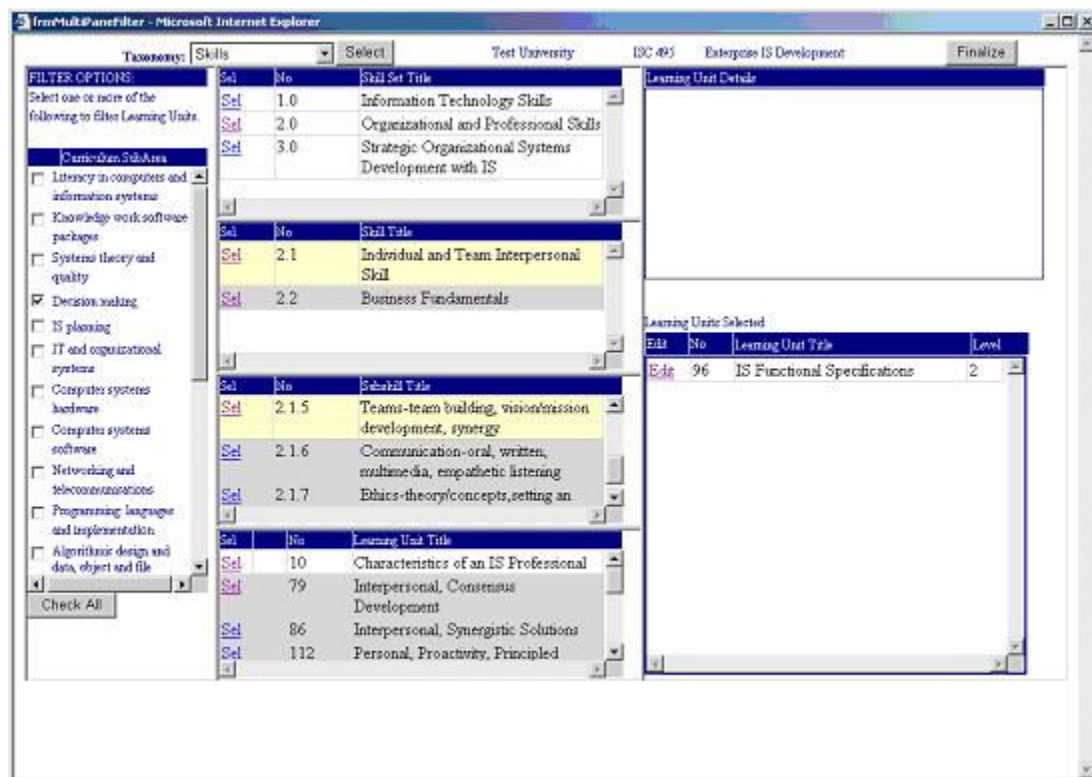 frmMultiPaneFilter - Microsoft Internet Explorer
Taxonomy: Skills Select Test University ISC 495 Enterprise IS Development Finalize
FILTER OPTIONS:
Select one or more of the
following to filter Learning Units.
Curriculum SubArea
Literacy in computers and
information systems
Knowledge work software
packages
Systems theory and
quality
Decision making
IS planning
IT and organizational
systems
Computer systems
hardware
Computer systems
software
Networking and
telecommunications
Programming languages
and implementation
Algorithmic design and
data, object and file
Check All
Sel No Skill Set Title
Sel 1.0 Information Technology Skills
Sel 2.0 Organizational and Professional Skills
Sel 3.0 Strategic Organizational Systems
Development with IS
Sel No Skill Title
Sel 2.1 Individual and Team Interpersonal
Skill
Sel 2.2 Business Fundamentals
Sel No Subskill Title
Sel 2.1.5 Teams-team building, vision/mission
development, synergy
Sel 2.1.6 Communication-oral, written,
multimedia, empathetic listening
Sel 2.1.7 Ethics-theory/concepts,setting an
Sel No Learning Unit Title
Sel 10 Characteristics of an IS Professional
Sel 79 Interpersonal, Consensus
Development
Sel 86 Interpersonal, Synergistic Solutions
Sel 112 Personal, Proactivity, Principled
Learning Unit Details
Learning Units Selected
Edit No Learning Unit Title Level
Edit 96 IS Functional Specifications 2